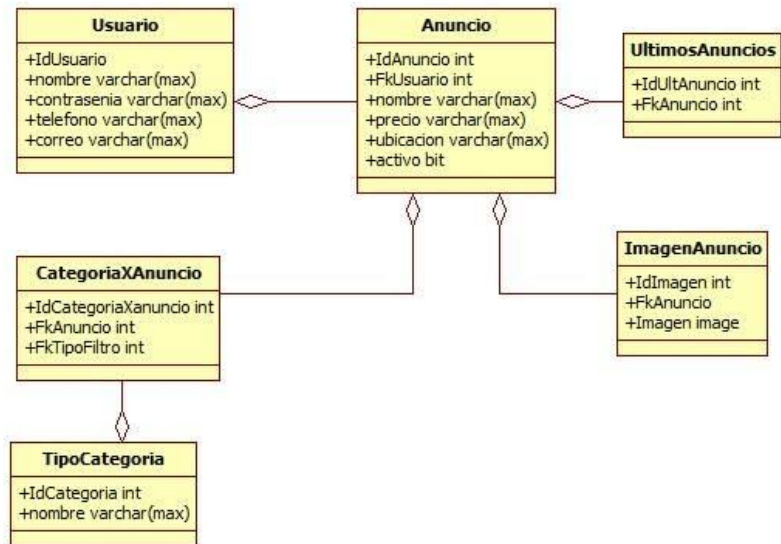 Usuario
+IdUsuario
+nombre varchar(max)
+contrasenia varchar(max)
+telefono varchar(max)
+correo varchar(max)
Anuncio
+IdAnuncio int
+FkUsuario int
+nombre varchar(max)
+precio varchar(max)
+ubicacion varchar(max)
+activo bit
UltimosAnuncios
+IdUltAnuncio int
+FkAnuncio int
CategoriaXAnuncio
+IdCategoriaXanuncio int
+FkAnuncio int
+FkTipoFiltro int
ImagenAnuncio
+IdImagen int
+FkAnuncio
+Imagen image
TipoCategoria
+IdCategoria int
+nombre varchar(max)